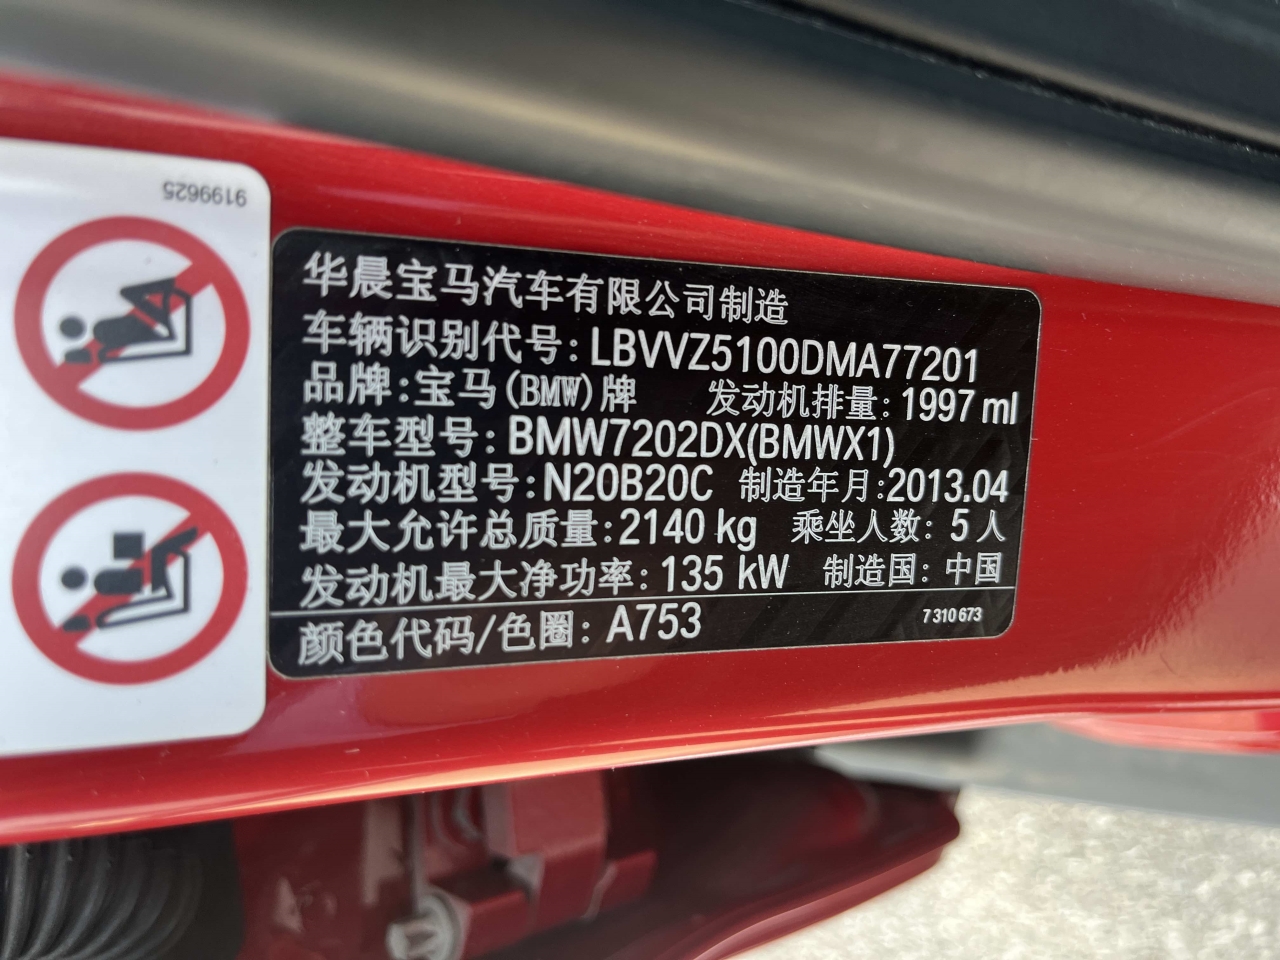 9199625
华晨宝马汽车有限公司制造
车辆识别代号: LBVVZ5100DMA77201
品牌: 宝马(BMW)牌 发动机排量: 1997 ml
整车型号: BMW7202DX(BMWX1)
发动机型号: N20B20C 制造年月: 2013.04
最大允许总质量: 2140 kg 乘坐人数: 5 人
发动机最大净功率: 135 kW 制造国: 中国
颜色代码/色圈: A753 7 310 673